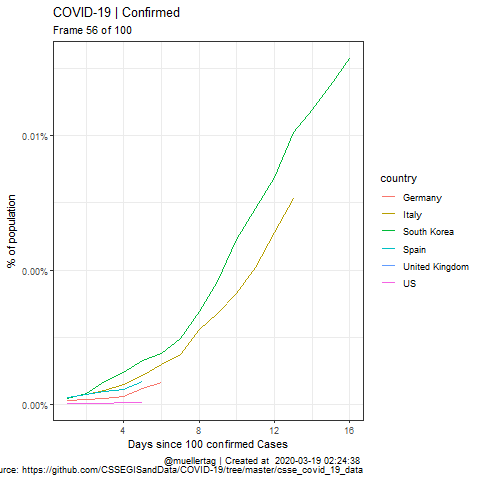 COVID-19 | Confirmed
Frame 56 of 100
0.01%
0.00%
0.00%
% of population
4
8
12
16
Days since 100 confirmed Cases
country
Germany
Italy
South Korea
Spain
United Kingdom
US
@muellertag | Created at 2020-03-19 02:24:38
urce: https://github.com/CSSEGISandData/COVID-19/tree/master/csse_covid_19_data